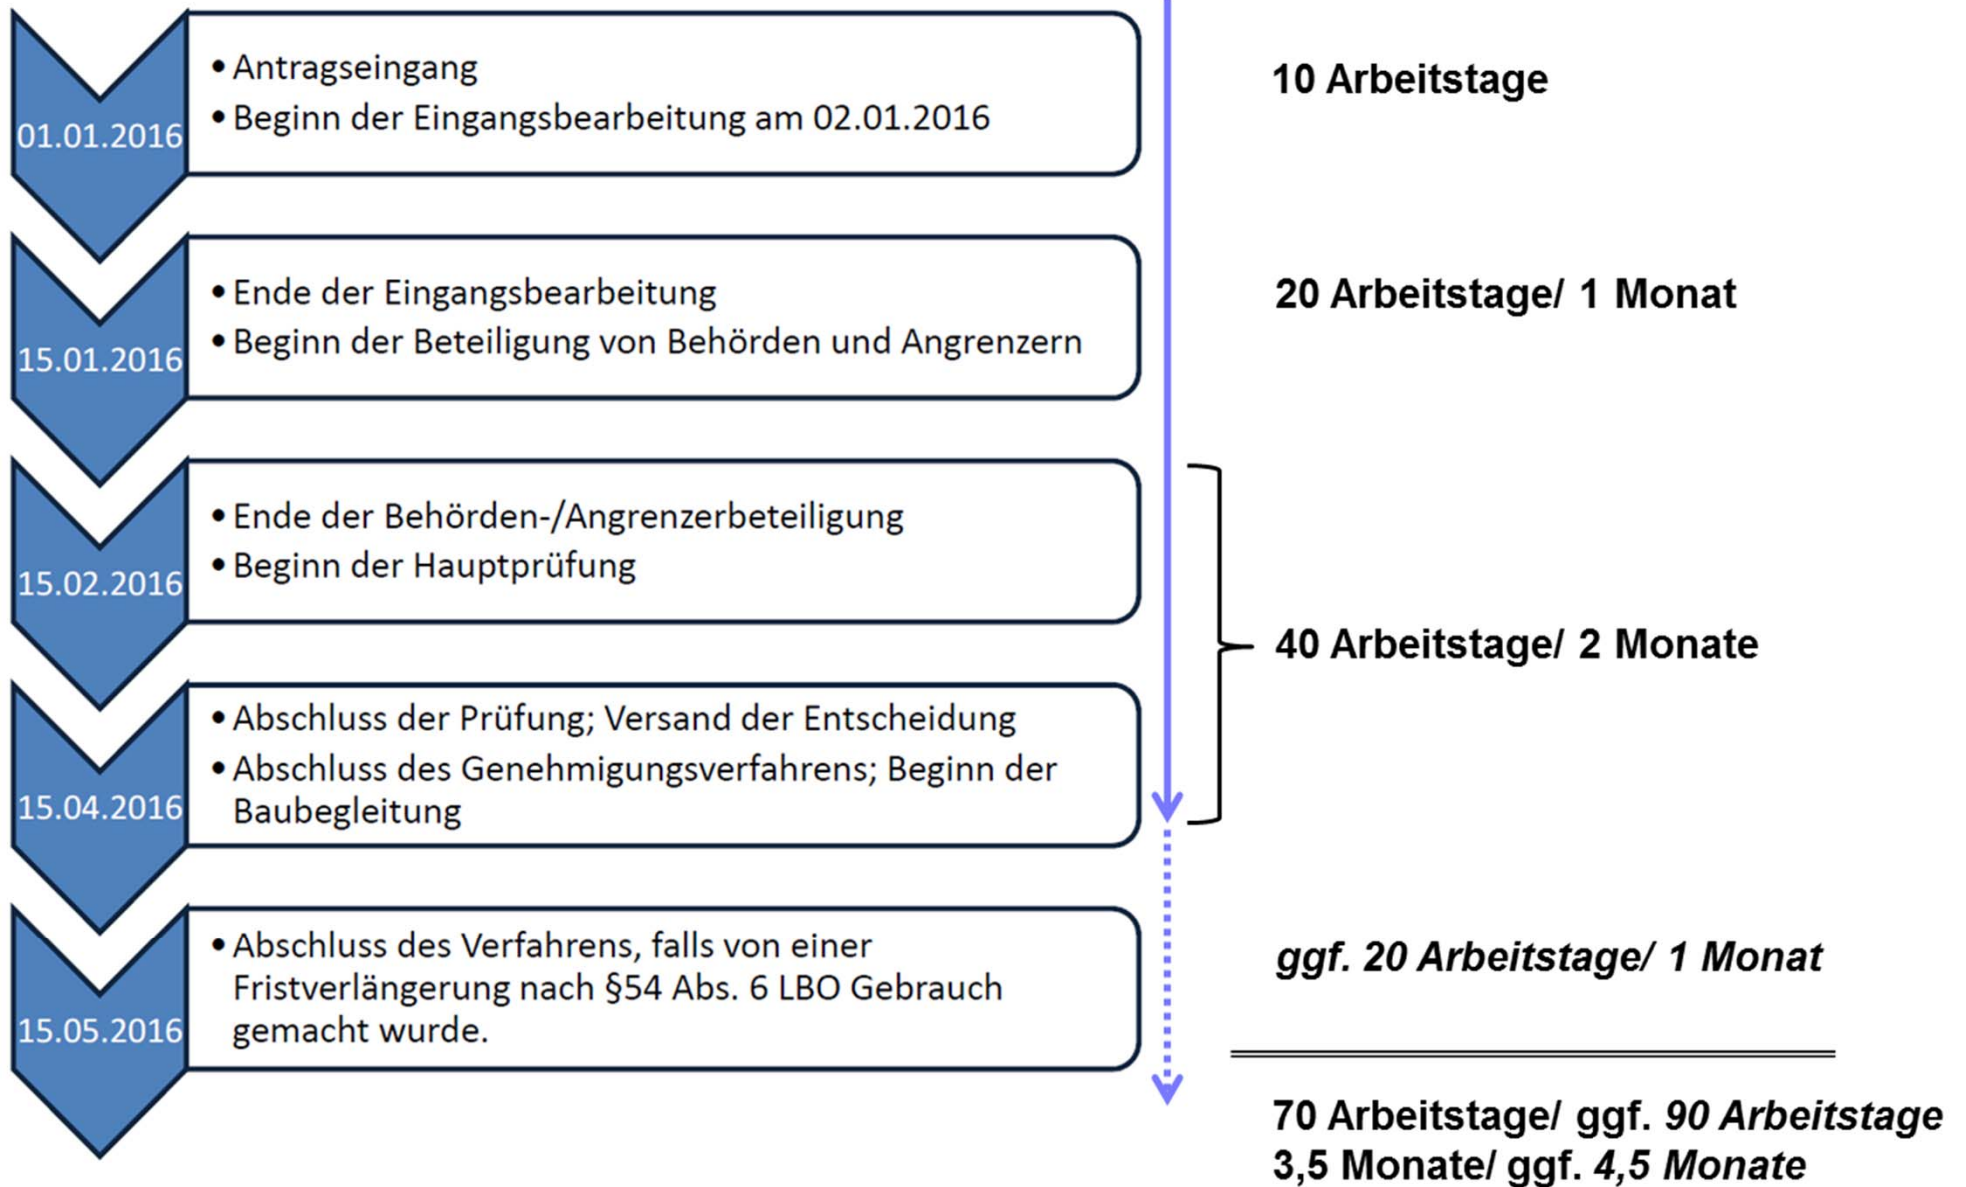 01.01.2016
• Antragseingang
• Beginn der Eingangsbearbeitung am 02.01.2016
10 Arbeitstage
15.01.2016
• Ende der Eingangsbearbeitung
• Beginn der Beteiligung von Behörden und Angrenzern
20 Arbeitstage/ 1 Monat
15.02.2016
• Ende der Behörden-/Angrenzerbeteiligung
• Beginn der Hauptprüfung
40 Arbeitstage/ 2 Monate
15.04.2016
• Abschluss der Prüfung; Versand der Entscheidung
• Abschluss des Genehmigungsverfahrens; Beginn der
Baubegleitung
15.05.2016
• Abschluss des Verfahrens, falls von einer
Fristverlängerung nach §54 Abs. 6 LBO Gebrauch
gemacht wurde.
ggf. 20 Arbeitstage/ 1 Monat
70 Arbeitstage/ ggf. 90 Arbeitstage
3,5 Monate/ ggf. 4,5 Monate